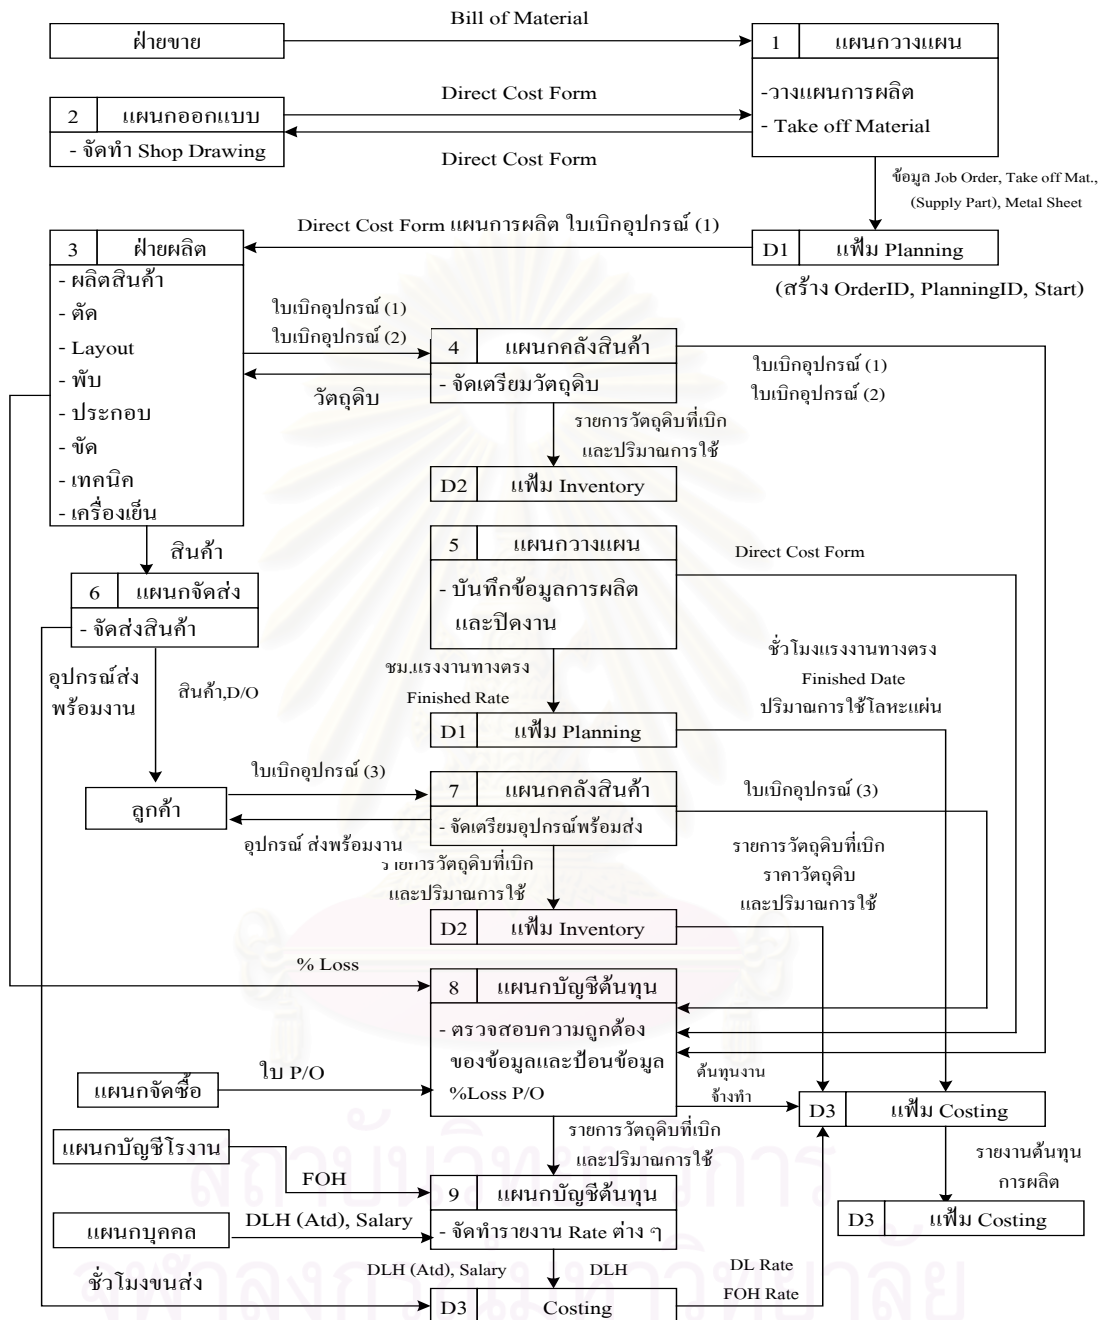 Bill of Material
ฝ่ายขาย
1 แผนกวางแผน
-วางแผนการผลิต
- Take off Material
Direct Cost Form
2 แผนกออกแบบ
- จัดทำ Shop Drawing
Direct Cost Form
ข้อมูล Job Order, Take off Mat.,
(Supply Part), Metal Sheet
Direct Cost Form แผนการผลิต ใบเบิกอุปกรณ์ (1)
D1 แฟ้ม Planning
(สร้าง OrderID, PlanningID, Start)
3 ฝ่ายผลิต
- ผลิตสินค้า
- ตัด
- Layout
- พับ
- ประกอบ
- ขัด
- เทคนิค
- เครื่องเย็น
ใบเบิกอุปกรณ์ (1)
ใบเบิกอุปกรณ์ (2)
วัตถุดิบ
4 แผนกคลังสินค้า
- จัดเตรียมวัตถุดิบ
ใบเบิกอุปกรณ์ (1)
ใบเบิกอุปกรณ์ (2)
รายการวัตถุดิบที่เบิก
และปริมาณการใช้
D2 แฟ้ม Inventory
สินค้า
5 แผนกวางแผน
- บันทึกข้อมูลการผลิต
และปิดงาน
Direct Cost Form
6 แผนกจัดส่ง
- จัดส่งสินค้า
อุปกรณ์ส่ง
พร้อมงาน
สินค้า,D/O
ชม.แรงงานทางตรง
Finished Rate
ชั่วโมงแรงงานทางตรง
Finished Date
ปริมาณการใช้โลหะแผ่น
D1 แฟ้ม Planning
ใบเบิกอุปกรณ์ (3)
ลูกค้า
7 แผนกคลังสินค้า
- จัดเตรียมอุปกรณ์พร้อมส่ง
ใบเบิกอุปกรณ์ (3)
อุปกรณ์ ส่งพร้อมงาน
รายการวัตถุดิบที่เบิก
และปริมาณการใช้
รายการวัตถุดิบที่เบิก
ราคาวัตถุดิบ
และปริมาณการใช้
D2 แฟ้ม Inventory
% Loss
8 แผนกบัญชีต้นทุน
- ตรวจสอบความถูกต้อง
ของข้อมูลและป้อนข้อมูล
%Loss P/O
ใบ P/O
แผนกจัดซื้อ
ต้นทุนงาน
จ้างทำ
D3 แฟ้ม Costing
รายการวัตถุดิบที่เบิก
และปริมาณการใช้
แผนกบัญชีโรงาน
FOH
รายงานต้นทุน
การผลิต
9 แผนกบัญชีต้นทุน
- จัดทำรายงาน Rate ต่าง ๆ
D3 แฟ้ม Costing
แผนกบุคคล
DLH (Atd), Salary
ชั่วโมงขนส่ง
DLH (Atd), Salary
DLH
DL Rate
FOH Rate
D3 Costing
สถาบันวิทยบริการ
จุฬาลงกรณ์มหาวิทยาลัย